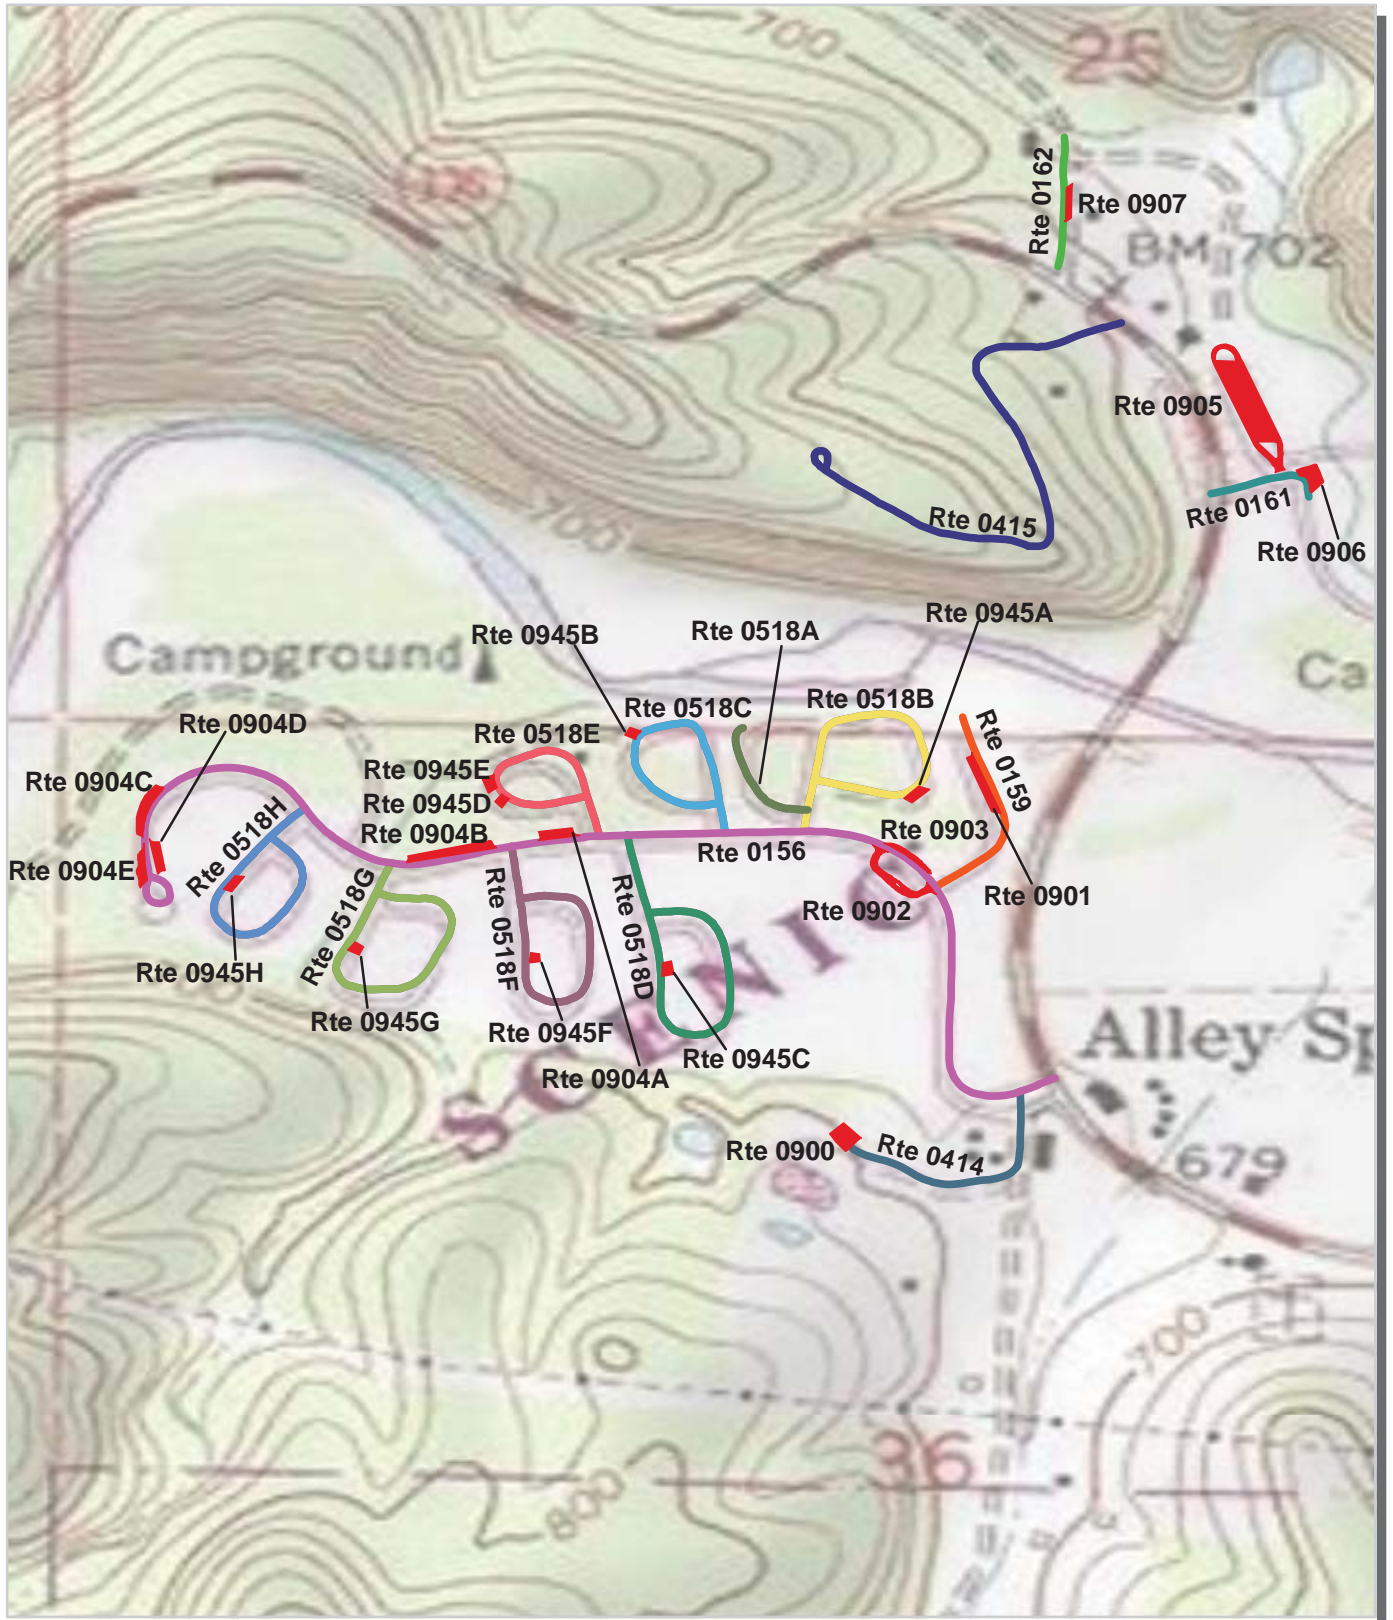 700
25
Rte 0162
Rte 0907
BM 702
Rte 0905
Rte 0415
Rte 0161
Rte 0906
700
Rte 0945A
Rte 0945B
Rte 0518A
Campground
Ca
Rte 0518B
Rte 0518C
Rte 0904D
Rte 0518E
Rte 0159
Rte 0945E
Rte 0904C
Rte 0945D
Rte 0518H
Rte 0904B
Rte 0903
Rte 0156
Rte 0904E
Rte 0518G
Rte 0518F
Rte 0518D
Rte 0901
Rte 0902
Rte 0945H
Rte 0945G
Rte 0945F
Rte 0945C
Rte 0904A
SCENIC
Alley Sp
Rte 0900
Rte 0414
679
700
36
800